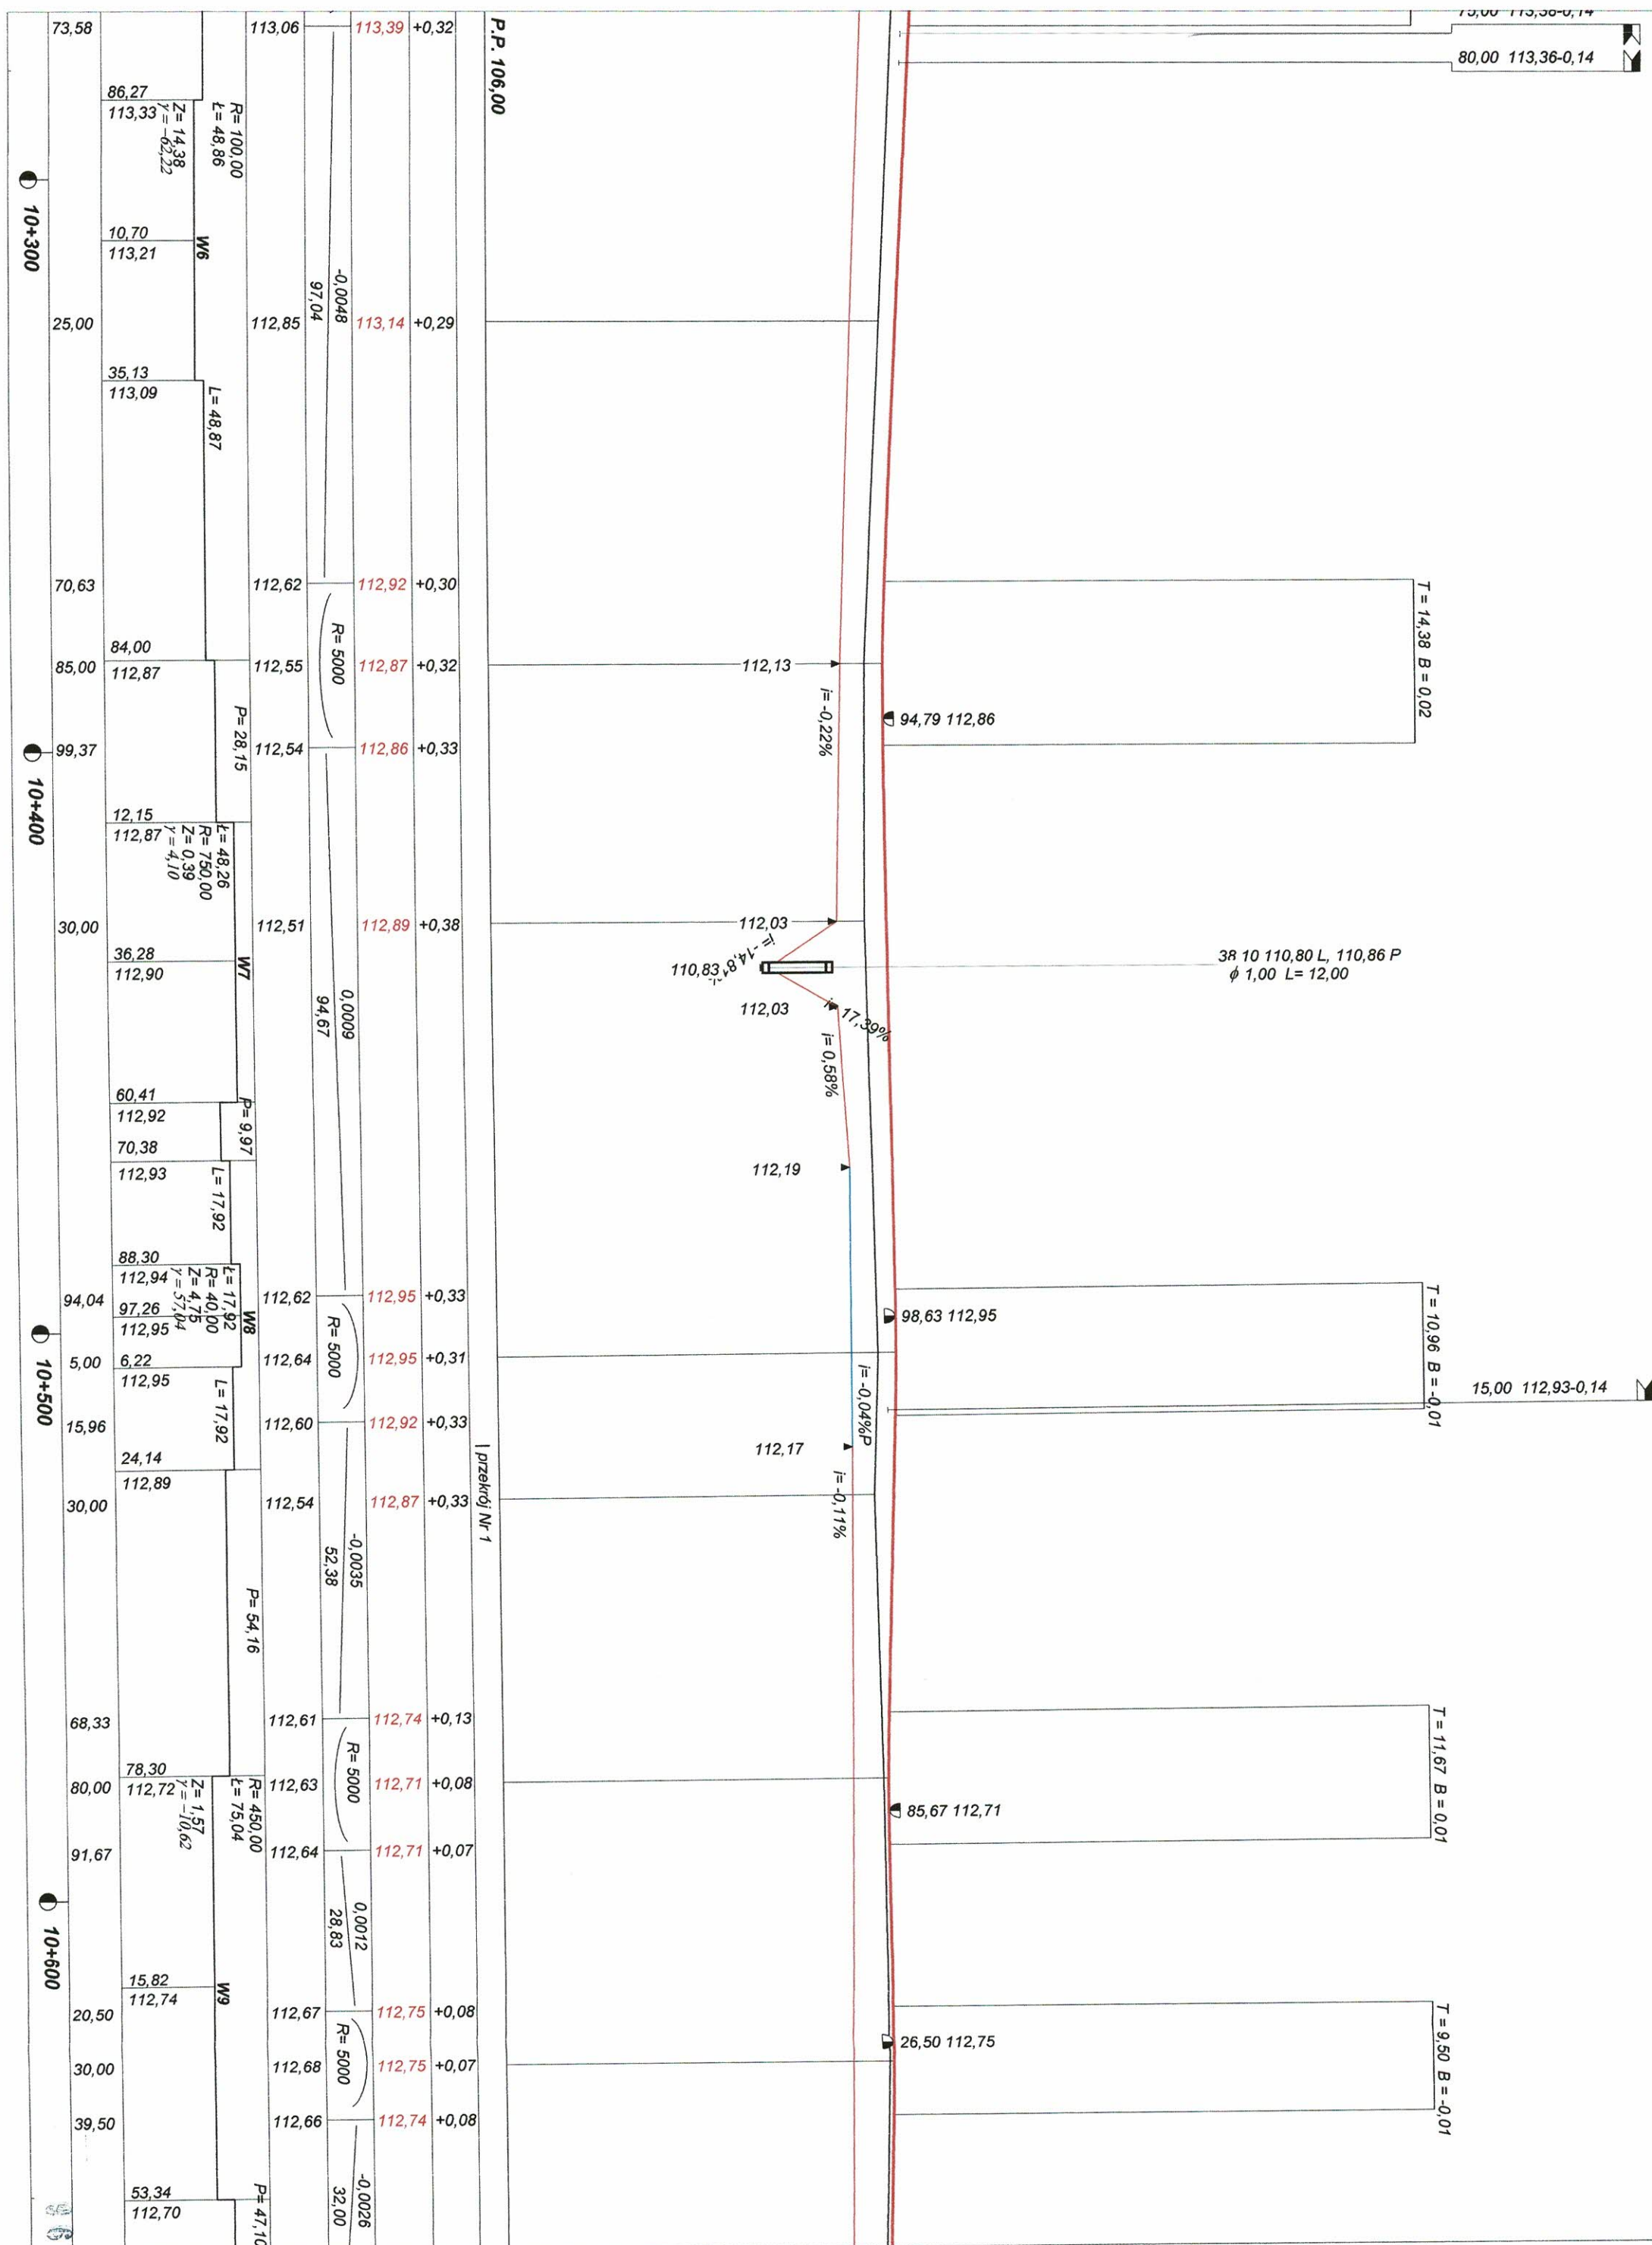 75,00 113,38-0,14
80,00 113,36-0,14
P.P. 106,00
73,58
113,06
113,39
+0,32
86,27
113,33
Z= 14,38
γ= -62,22
R= 100,00
Ł= 48,86
10+300
10,70
113,21
W6
-0,0048
97,04
25,00
112,85
113,14
+0,29
35,13
113,09
L= 48,87
70,63
112,62
112,92
+0,30
T = 14,38 B = 0,02
R= 5000
84,00
112,87
85,00
112,55
112,87
+0,32
112,13
i= -0,22%
P= 28,15
94,79 112,86
99,37
112,54
112,86
+0,33
10+400
12,15
112,87
Ł= 48,26
R= 750,00
Z= 0,39
γ= 4,10
30,00
112,51
112,89
+0,38
112,03
i= -14,81%
110,83
36,28
112,90
W7
38 10 110,80 L, 110,86 P
ϕ 1,00 L= 12,00
0,0009
94,67
112,03
17,39%
i= 0,58%
60,41
112,92
P= 9,97
70,38
112,93
112,19
L= 17,92
88,30
112,94
Ł= 17,92
R= 40,00
Z= 4,75
γ= 57,04
94,04
112,62
112,95
+0,33
97,26
112,95
W8
98,63 112,95
T = 10,96 B = -0,01
R= 5000
10+500
5,00
6,22
112,95
112,64
112,95
+0,31
i= -0,04%P
15,00 112,93-0,14
L= 17,92
15,96
112,60
112,92
+0,33
przekrój Nr 1
112,17
i= -0,11%
24,14
112,89
30,00
112,54
112,87
+0,33
-0,0035
52,38
P= 54,16
68,33
112,61
112,74
+0,13
T = 11,67 B = 0,01
R= 5000
78,30
112,72
Z= 1,57
γ= -10,62
R= 450,00
Ł= 75,04
80,00
112,63
112,71
+0,08
85,67 112,71
91,67
112,64
112,71
+0,07
10+600
0,0012
28,83
15,82
112,74
W9
20,50
112,67
112,75
+0,08
T = 9,50 B = -0,01
R= 5000
26,50 112,75
30,00
112,68
112,75
+0,07
39,50
112,66
112,74
+0,08
-0,0026
32,00
53,34
112,70
P= 47,10